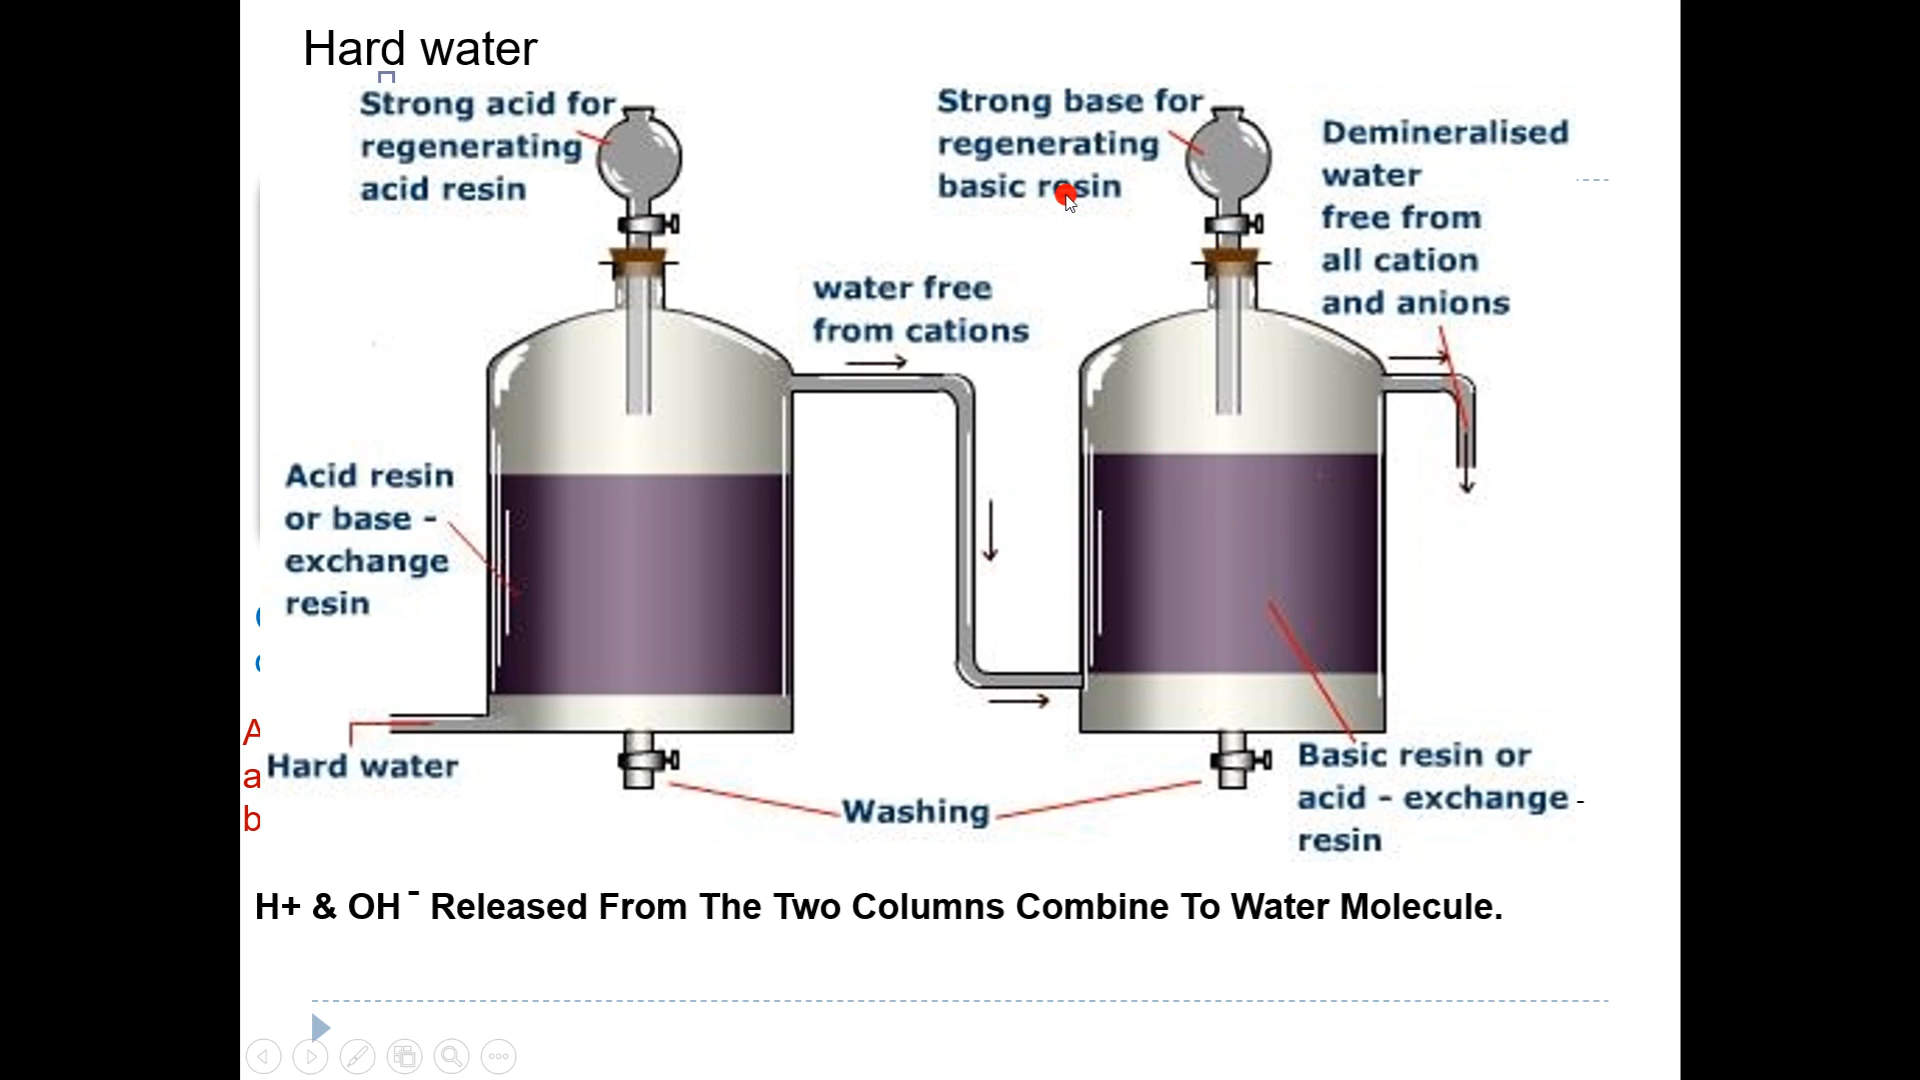 Hard water
Strong acid for
regenerating
acid resin
Strong base for
regenerating
basic resin
Demineralised
water
free from
all cation
and anions
water free
from cations
Acid resin
or base -
exchange
resin
Hard water
Washing
Basic resin or
acid - exchange -
resin
A
a
b
H+ & OH⁻ Released From The Two Columns Combine To Water Molecule.